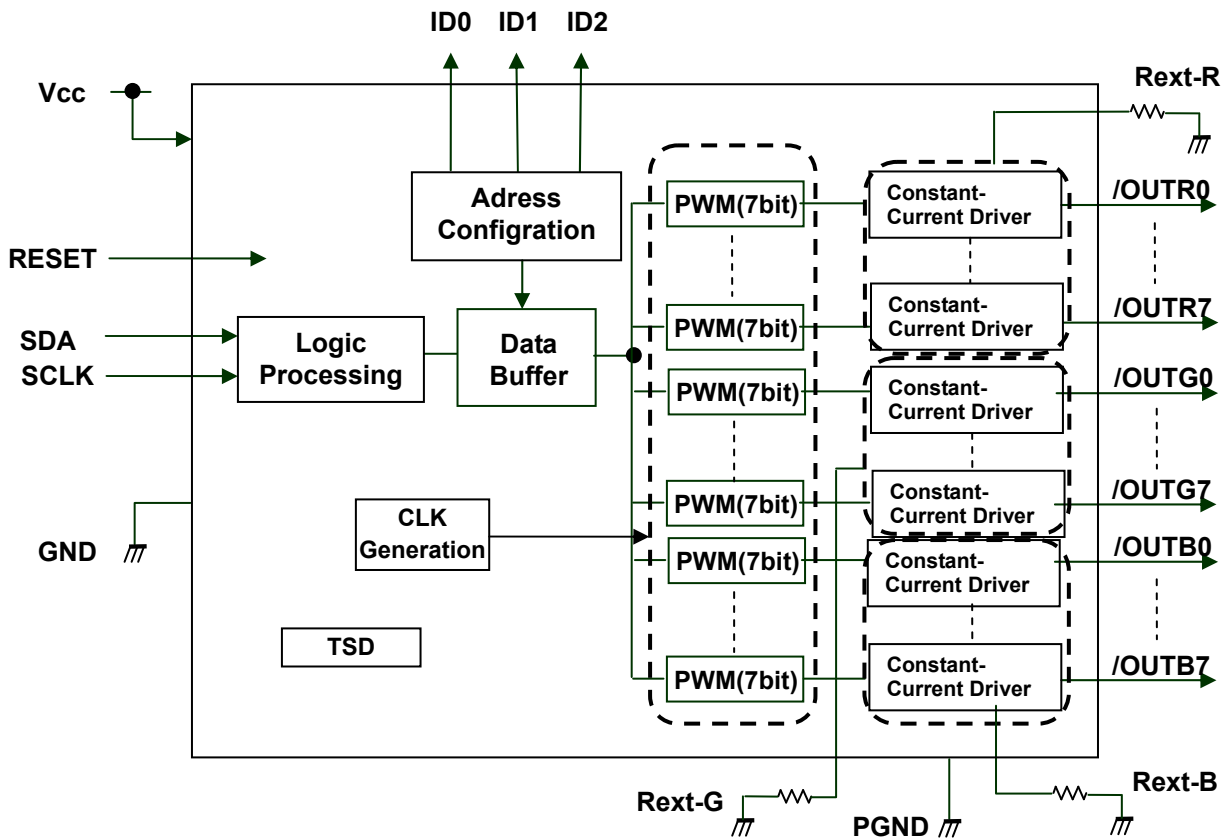 ID0 ID1 ID2
Vcc
Rext-R
Adress
Configration
PWM(7bit)
Constant-
Current Driver
/OUTR0
RESET
PWM(7bit)
Constant-
Current Driver
/OUTR7
SDA
SCLK
Logic
Processing
Data
Buffer
PWM(7bit)
Constant-
Current Driver
/OUTG0
PWM(7bit)
Constant-
Current Driver
/OUTG7
GND
CLK
Generation
PWM(7bit)
Constant-
Current Driver
/OUTB0
TSD
PWM(7bit)
Constant-
Current Driver
/OUTB7
Rext-G
PGND
Rext-B